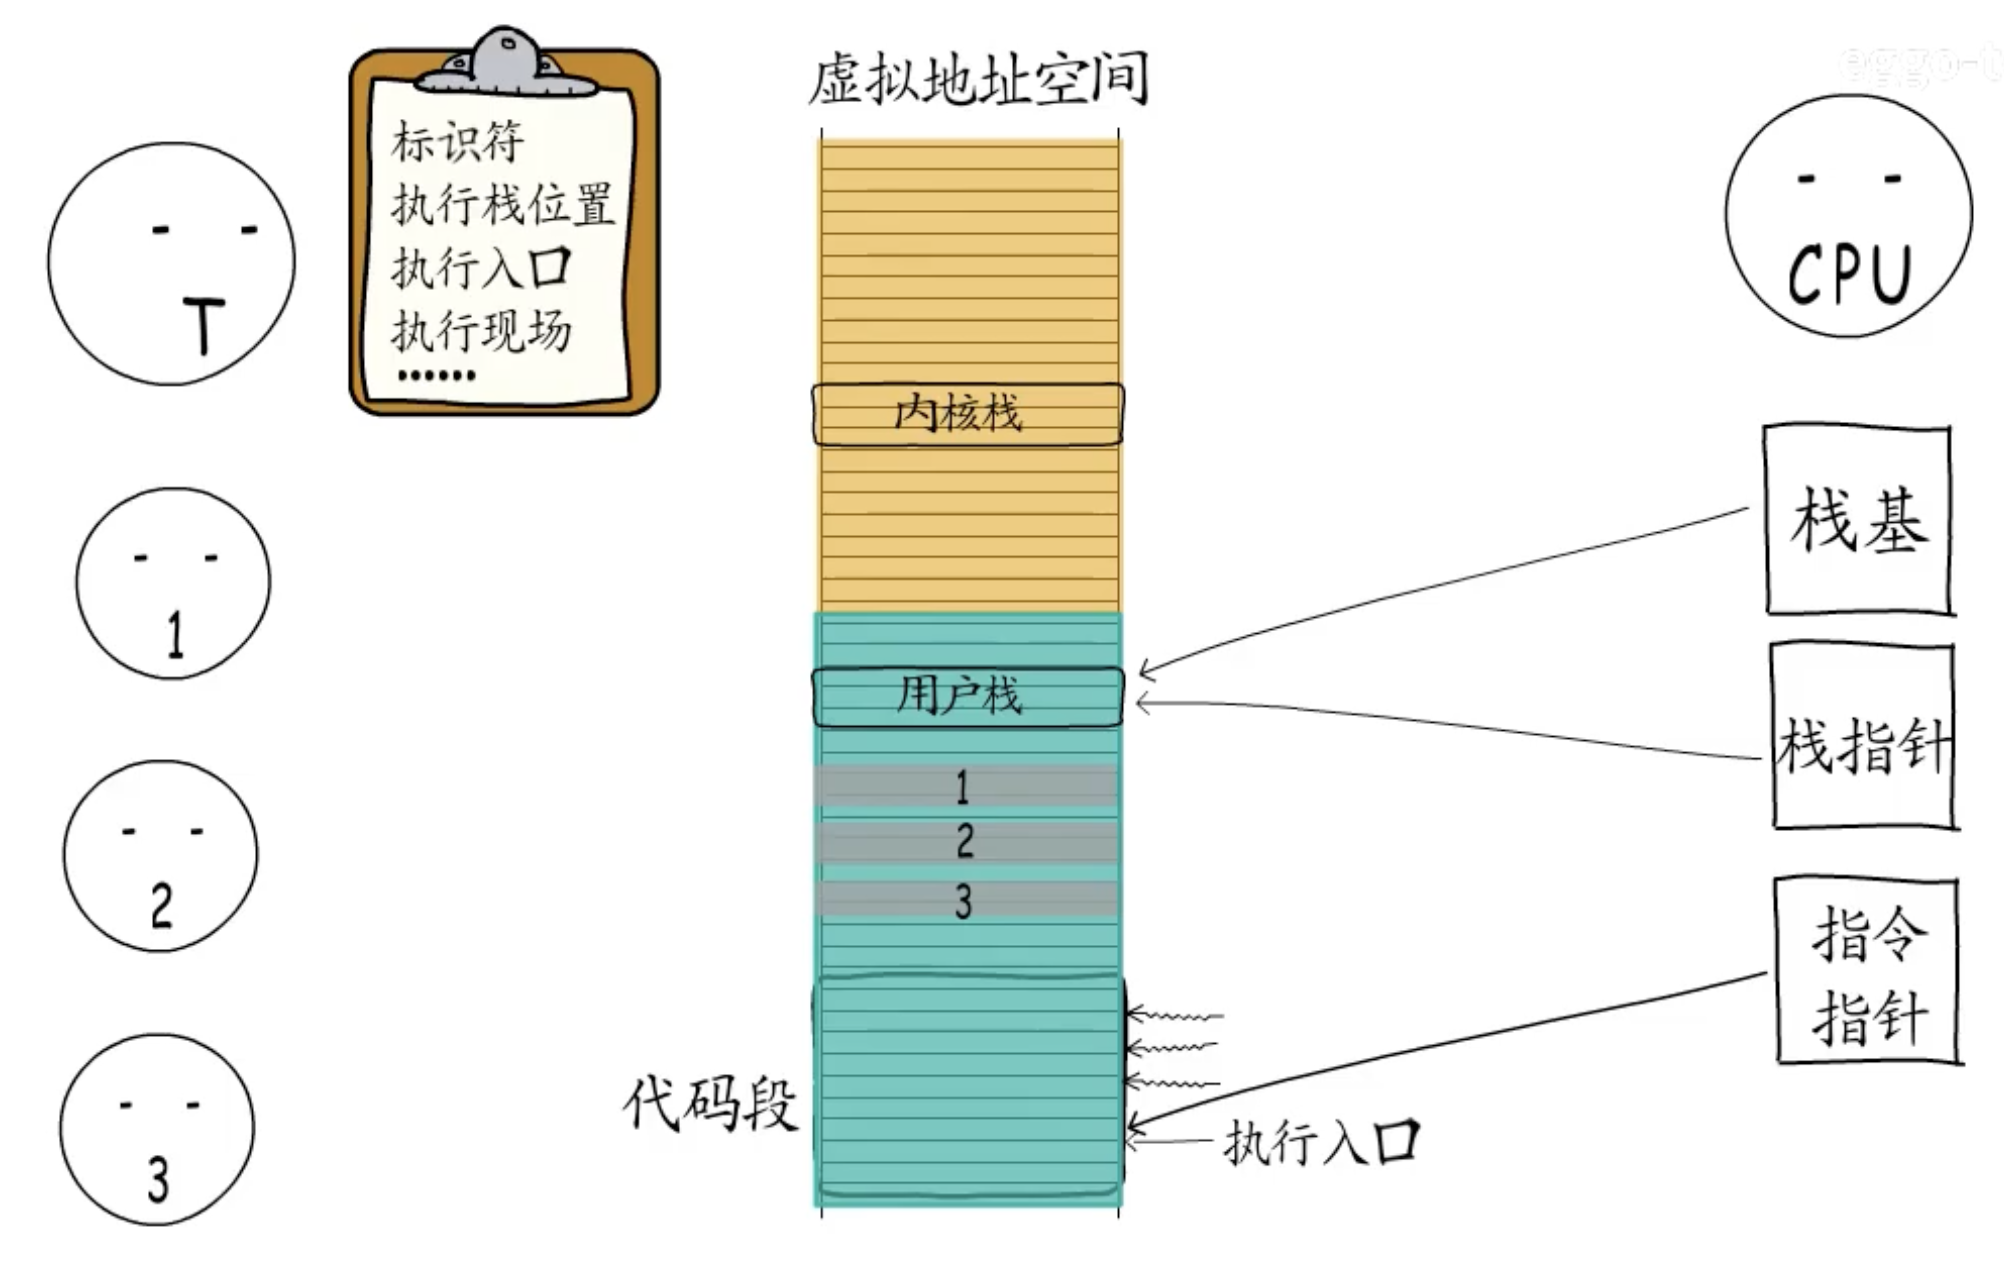 eggo-t
虚拟地址空间
T
标识符
执行栈位置
执行入口
执行现场
......
CPU
内核栈
栈基
1
用户栈
栈指针
1
2
3
2
指令
指针
代码段
执行入口
3